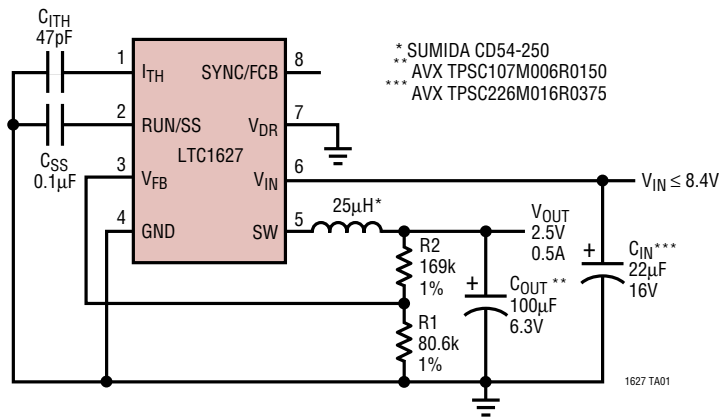 C_ITH
47pF
1
I_TH
SYNC/FCB
8
* SUMIDA CD54-250
** AVX TPSC107M006R0150
*** AVX TPSC226M016R0375
2
RUN/SS
V_DR
7
LTC1627
C_SS
0.1µF
3
V_FB
V_IN
6
V_IN ≤ 8.4V
4
GND
SW
5
25µH*
V_OUT
2.5V
0.5A
R2
169k
1%
+
C_OUT **
100µF
6.3V
+
C_IN***
22µF
16V
R1
80.6k
1%
1627 TA01